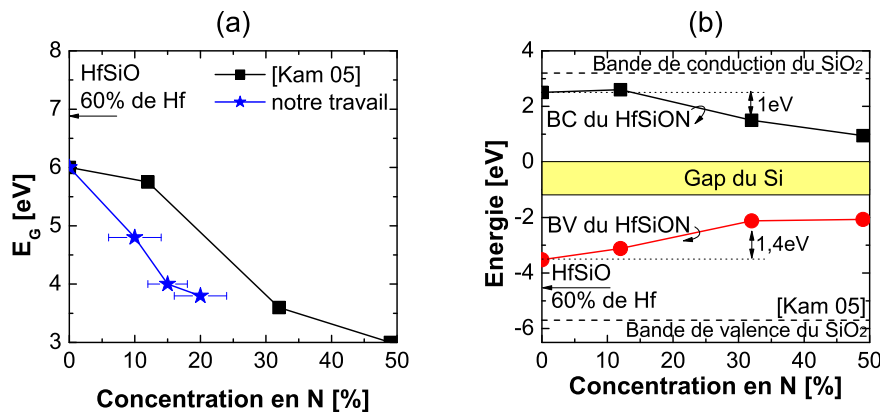 (a)
8
7
6
5
4
3
E_G [eV]
HfSiO
60% de Hf
[Kam 05]
notre travail
0
10
20
30
40
50
Concentration en N [%]
(b)
4
2
0
-2
-4
-6
Energie [eV]
Bande de conduction du SiO₂
1eV
BC du HfSiON
Gap du Si
BV du HfSiON
1,4eV
HfSiO
60% de Hf
[Kam 05]
Bande de valence du SiO₂
0
10
20
30
40
50
Concentration en N [%]